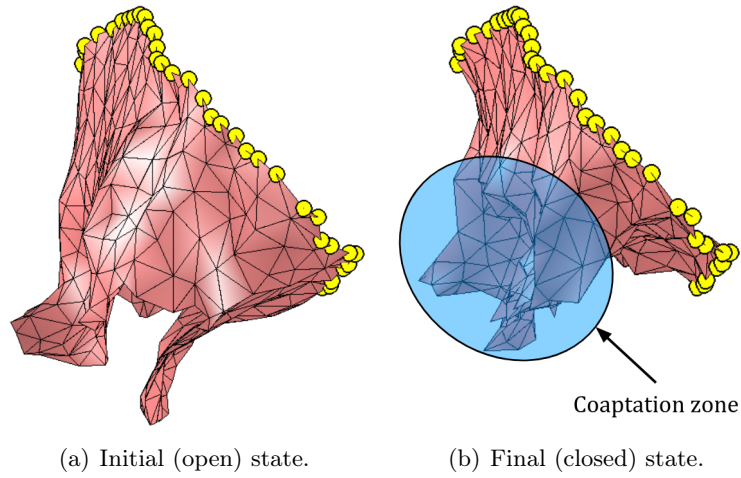 Coaptation zone
(a) Initial (open) state.
(b) Final (closed) state.